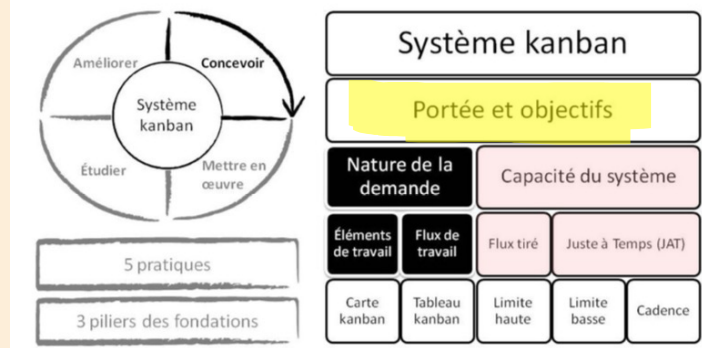 Améliorer
Concevoir
Système
kanban
Étudier
Mettre en
œuvre
5 pratiques
3 piliers des fondations
Système kanban
Portée et objectifs
Nature de la
demande
Capacité du système
Éléments
de travail
Flux de
travail
Flux tiré
Juste à Temps (JAT)
Carte
kanban
Tableau
kanban
Limite
haute
Limite
basse
Cadence